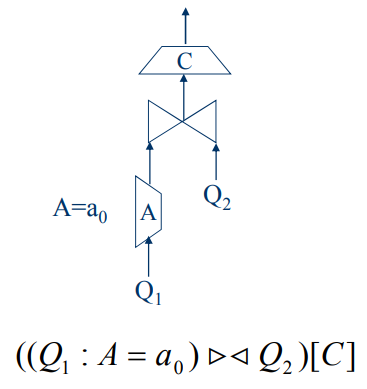 C
A=a₀ A Q₂
Q₁
((Q₁ : A = a₀) ▷◁ Q₂)[C]